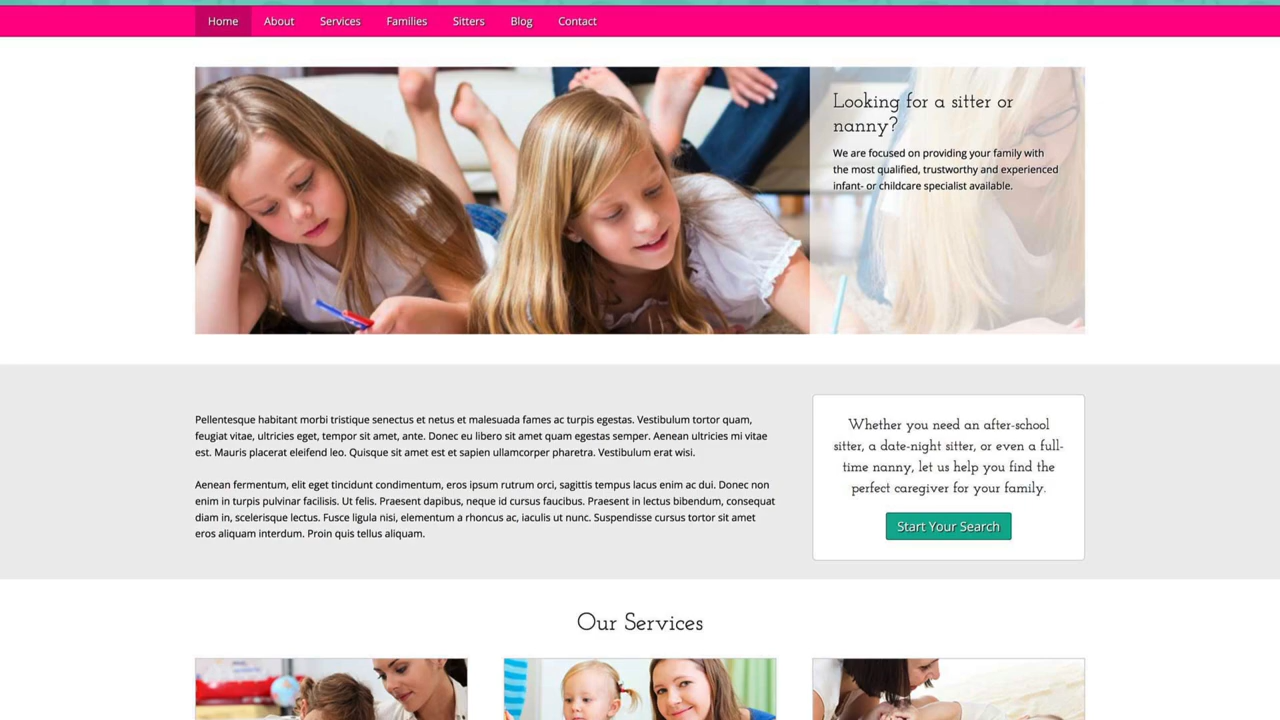 Home About Services Families Sitters Blog Contact
Looking for a sitter or
nanny?
We are focused on providing your family with
the most qualified, trustworthy and experienced
infant- or childcare specialist available.
Pellentesque habitant morbi tristique senectus et netus et malesuada fames ac turpis egestas. Vestibulum tortor quam,
feugiat vitae, ultricies eget, tempor sit amet, ante. Donec eu libero sit amet quam egestas semper. Aenean ultricies mi vitae
est. Mauris placerat eleifend leo. Quisque sit amet est et sapien ullamcorper pharetra. Vestibulum erat wisi.
Aenean fermentum, elit eget tincidunt condimentum, eros ipsum rutrum orci, sagittis tempus lacus enim ac dui. Donec non
enim in turpis pulvinar facilisis. Ut felis. Praesent dapibus, neque id cursus faucibus. Praesent in lectus bibendum, consequat
diam in, scelerisque lectus. Fusce ligula nisi, elementum a rhoncus ac, iaculis ut nunc. Suspendisse cursus tortor sit amet
eros aliquam interdum. Proin quis tellus aliquam.
Whether you need an after-school
sitter, a date-night sitter, or even a full-
time nanny, let us help you find the
perfect caregiver for your family.
Start Your Search
Our Services